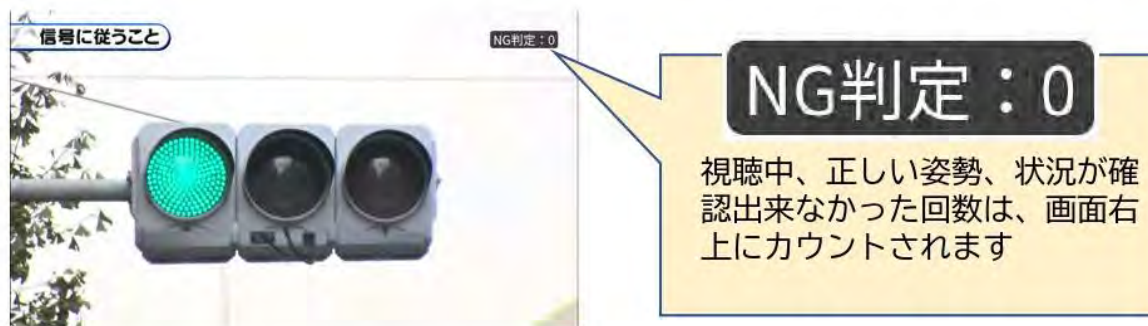 信号に従うこと
NG判定：0
NG判定：0
視聴中、正しい姿勢、状況が確
認出来なかった回数は、画面右
上にカウントされます